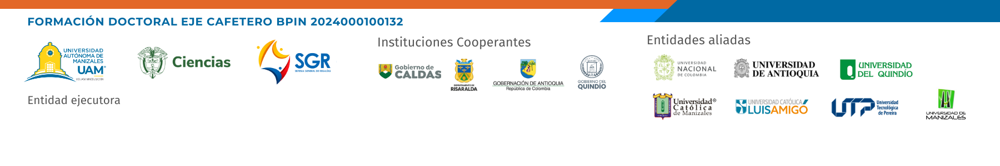 FORMACIÓN DOCTORAL EJE CAFETERO BPIN 2024000100132
UNIVERSIDAD
AUTÓNOMA DE
MANIZALES
UAM®
VIGILADA MINEDUCACIÓN
Entidad ejecutora
Ciencias
SGR
SISTEMA GENERAL DE REGALÍAS
Instituciones Cooperantes
Gobierno de
CALDAS
DEPARTAMENTO DE
RISARALDA
GOBERNACIÓN DE ANTIOQUIA
República de Colombia
GOBIERNO DEL
QUINDÍO
Entidades aliadas
UNIVERSIDAD
NACIONAL
DE COLOMBIA
UNIVERSIDAD
DE ANTIOQUIA
UNIVERSIDAD
DEL QUINDÍO
Universidad®
Católica
de Manizales
UNIVERSIDAD CATÓLICA
LUIS AMIGÓ
UTP
Universidad
Tecnológica
de Pereira
UNIVERSIDAD DE
MANIZALES